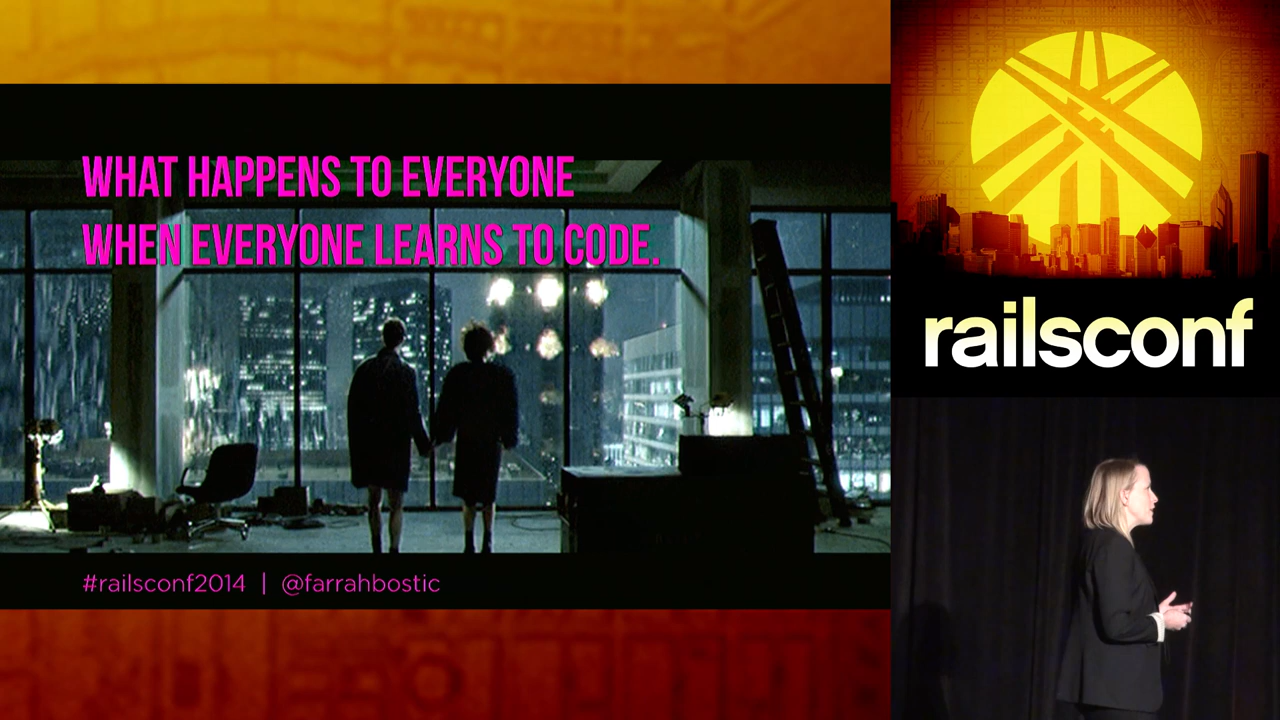 WHAT HAPPENS TO EVERYONE
WHEN EVERYONE LEARNS TO CODE.
#railsconf2014 | @farrahbostic
railsconf